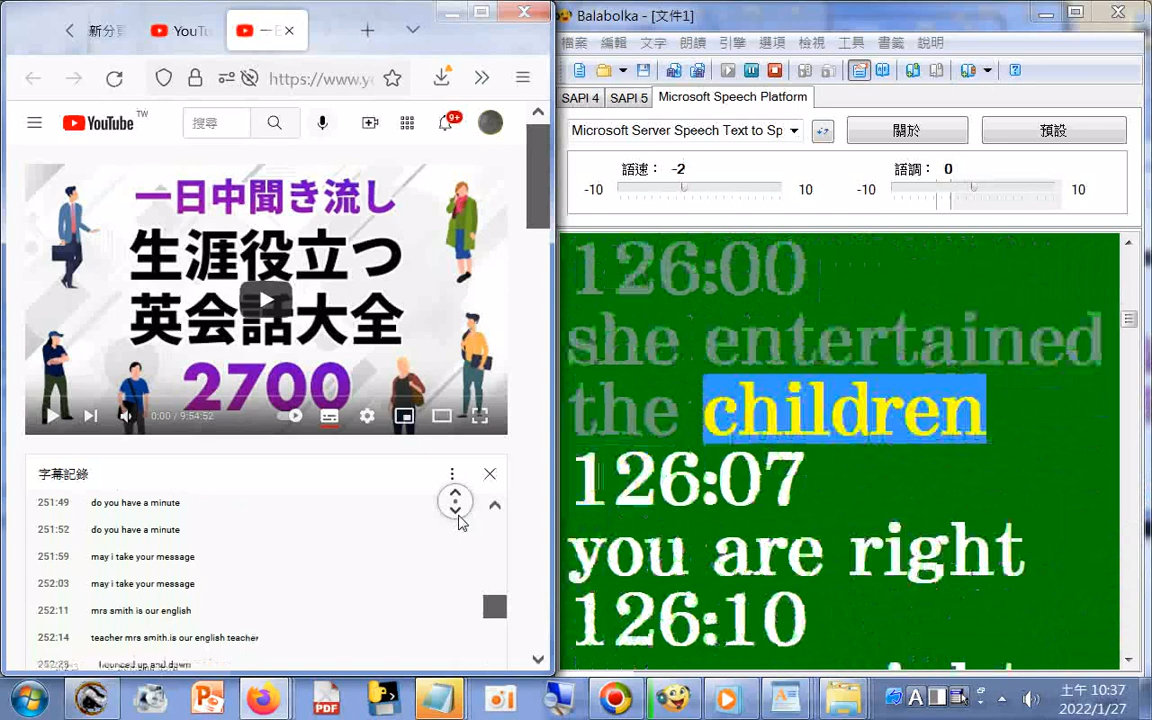 新分
YouTu
一 E
https://www.y
YouTube TW
搜尋
9+
一日中聞き流し
生涯役立つ
英会話大全
2700
0:00 / 9:54:52
字幕記錄
251:49 do you have a minute
251:52 do you have a minute
251:59 may i take your message
252:03 may i take your message
252:11 mrs smith is our english
252:14 teacher mrs smith is our english teacher
bounced up and down
Balabolka - [文件1]
檔案 編輯 文字 朗讀 引擎 選項 檢視 工具 書籤 說明
SAPI 4 SAPI 5 Microsoft Speech Platform
Microsoft Server Speech Text to Sp
關於 預設
語速： -2 語調： 0
-10 10 -10 10
126:00
she entertained
the children
126:07
you are right
126:10
PDF
A
上午 10:37
2022/1/27